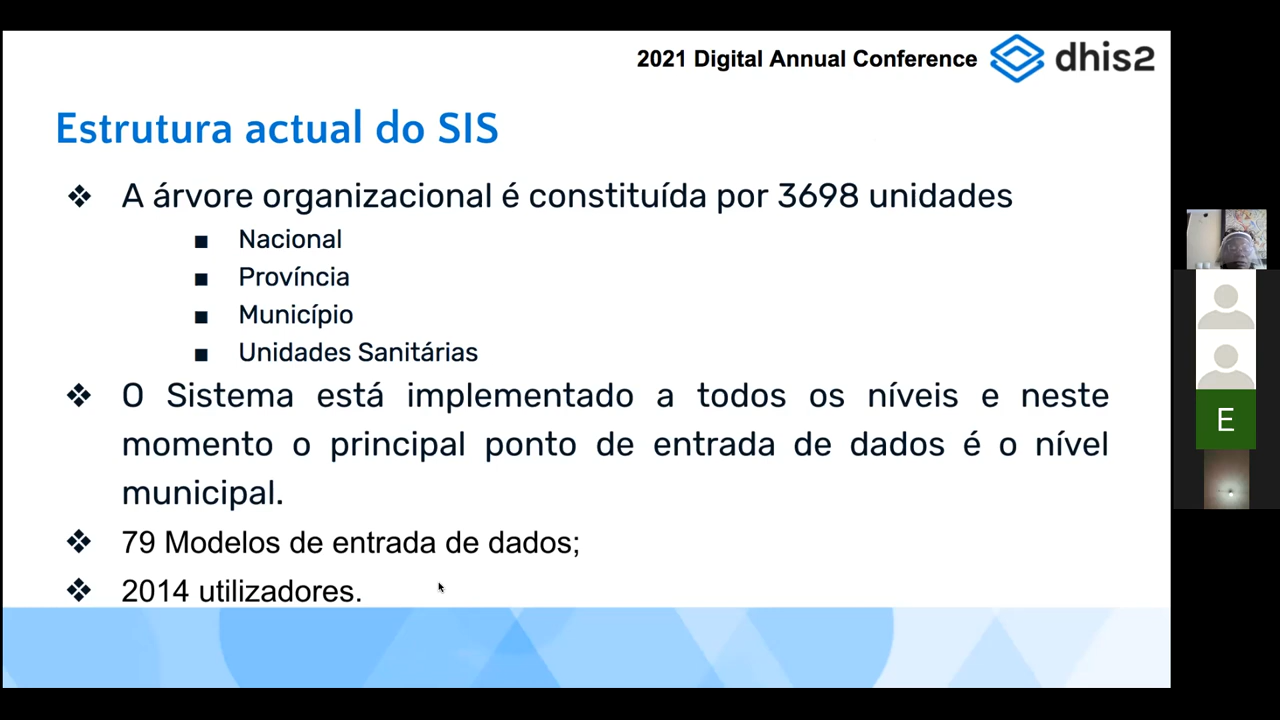 2021 Digital Annual Conference dhis2
Estrutura actual do SIS
❖ A árvore organizacional é constituída por 3698 unidades
■ Nacional
■ Província
■ Município
■ Unidades Sanitárias
❖ O Sistema está implementado a todos os níveis e neste
momento o principal ponto de entrada de dados é o nível
municipal.
❖ 79 Modelos de entrada de dados;
❖ 2014 utilizadores.
E